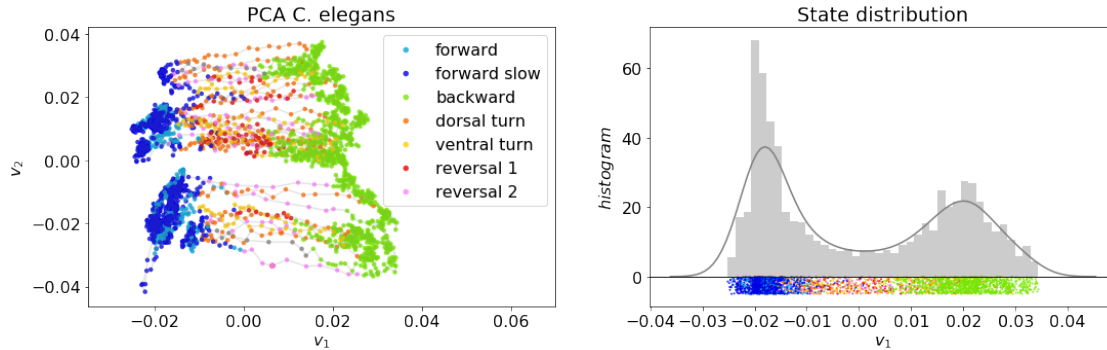 PCA C. elegans
0.04
0.02
0.00
−0.02
−0.04
v2
−0.02
0.00
0.02
0.04
0.06
v1
forward
forward slow
backward
dorsal turn
ventral turn
reversal 1
reversal 2
State distribution
60
40
20
0
histogram
−0.04
−0.03
−0.02
−0.01
0.00
0.01
0.02
0.03
0.04
v1